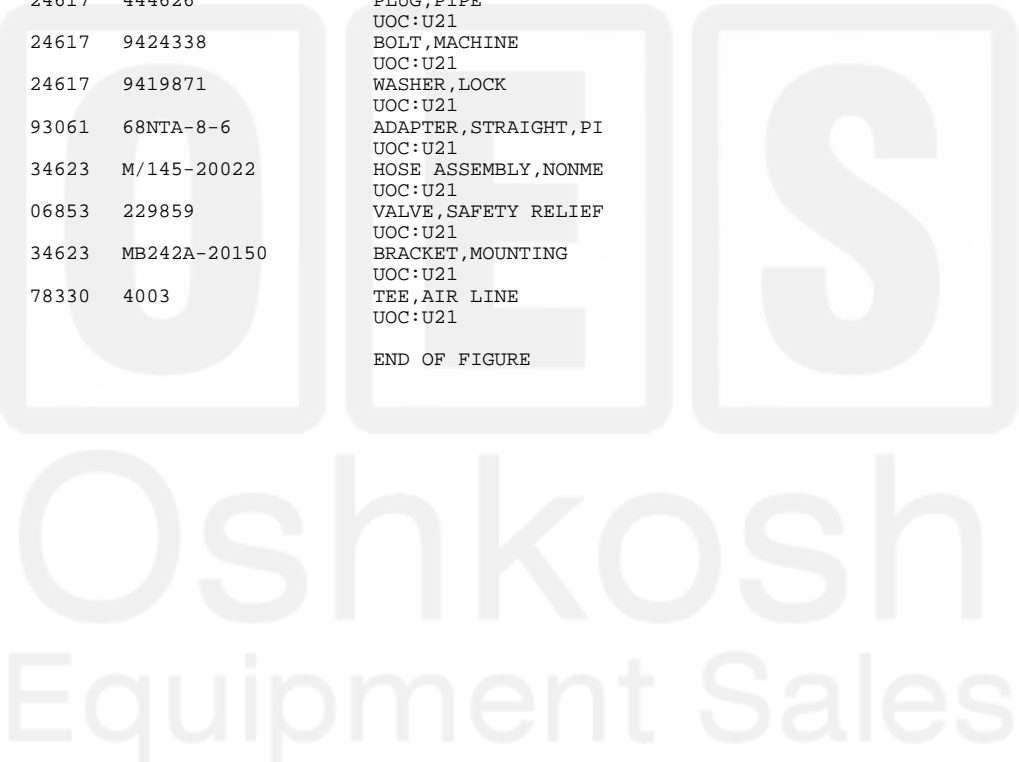 24617 444626 PLUG,PIPE
UOC:U21
24617 9424338 BOLT,MACHINE
UOC:U21
24617 9419871 WASHER,LOCK
UOC:U21
93061 68NTA-8-6 ADAPTER,STRAIGHT,PI
UOC:U21
34623 M/145-20022 HOSE ASSEMBLY,NONME
UOC:U21
06853 229859 VALVE,SAFETY RELIEF
UOC:U21
34623 MB242A-20150 BRACKET,MOUNTING
UOC:U21
78330 4003 TEE,AIR LINE
UOC:U21
END OF FIGURE
OES
Oshkosh
Equipment Sales